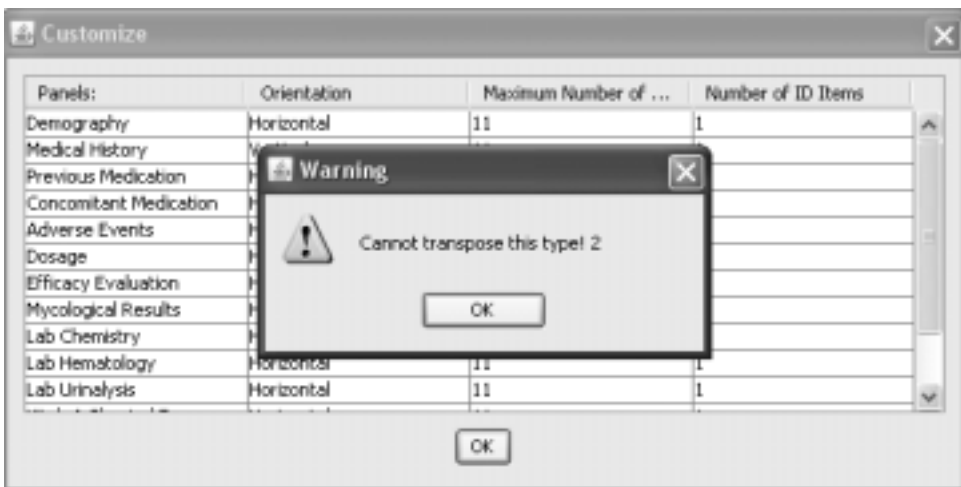 Customize
Panels: Orientation Maximum Number of ... Number of ID Items
Demography Horizontal 11 1
Medical History
Previous Medication
Concomitant Medication
Adverse Events
Dosage
Efficacy Evaluation
Mycological Results
Lab Chemistry
Lab Hematology Horizontal 11 1
Lab Urinalysis Horizontal 11 1
Warning
Cannot transpose this type! 2
OK
OK